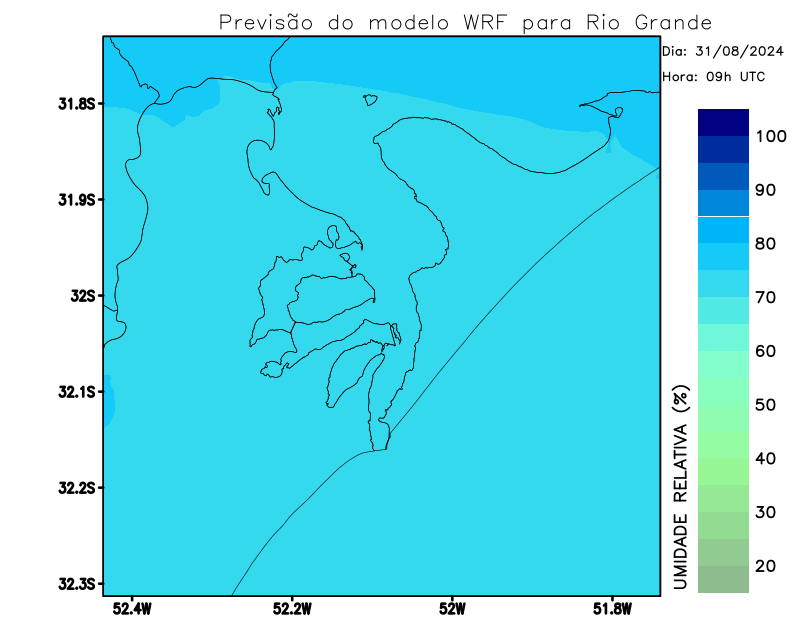 Previsão do modelo WRF para Rio Grande
Dia: 31/08/2024
Hora: 09h UTC
31.8S
31.9S
32S
32.1S
32.2S
32.3S
52.4W
52.2W
52W
51.8W
100
90
80
70
60
50
40
30
20
UMIDADE RELATIVA (%)